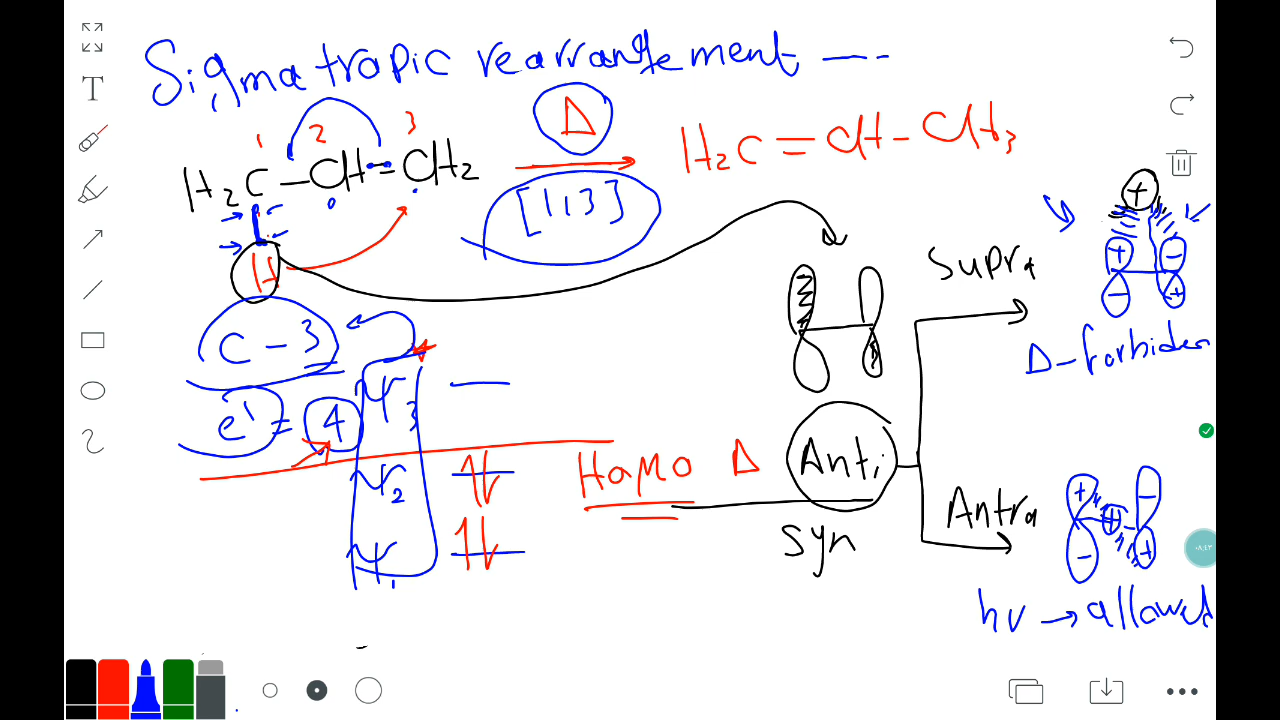 Sigmatropic rearrangement ----
1 2 3
H₂C – CH = CH₂
Δ
[1,3]
H₂C = CH – CH₃
H
C – 3
e' = 4
ψ₃
ψ₂
ψ₁
HoMo Δ
Anti
syn
Supra
+
+ –
– +
Δ – forbiden
Antra
+ –
+
– +
hν → allowed
T